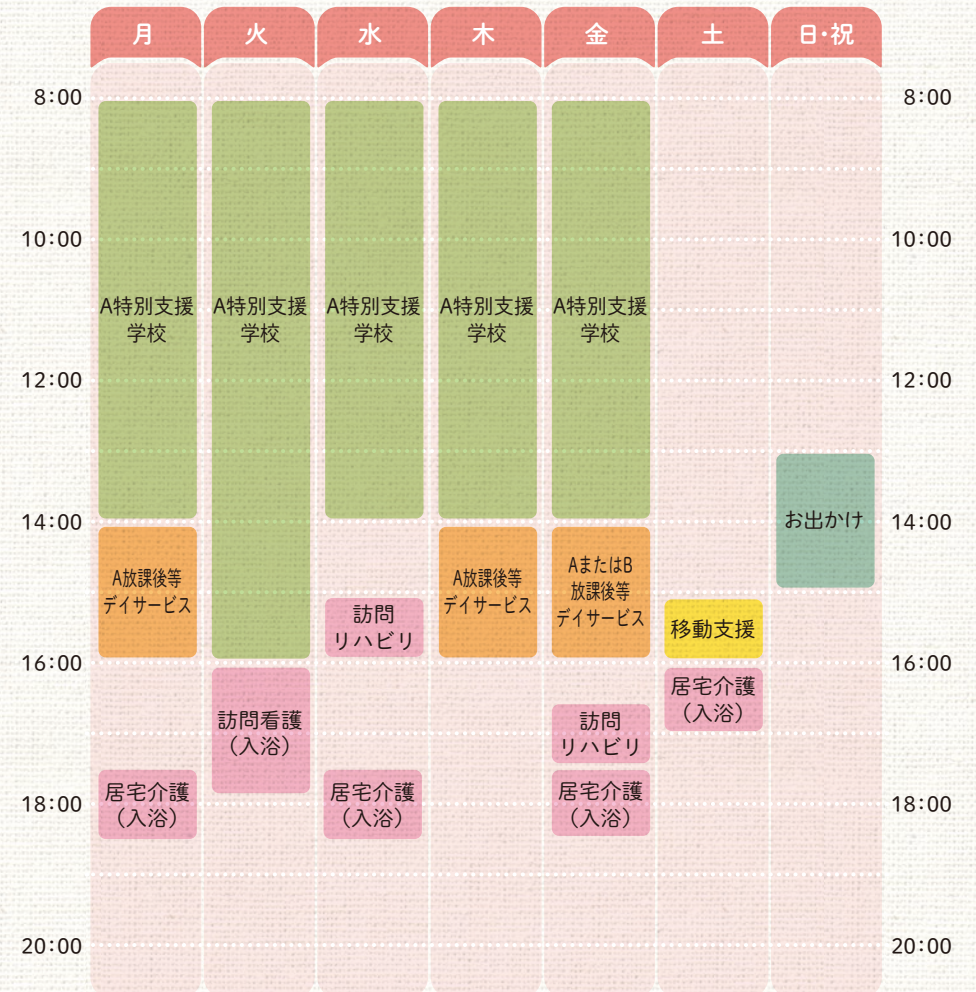 月 火 水 木 金 土 日・祝
8:00 8:00
10:00 10:00
A特別支援 A特別支援 A特別支援 A特別支援 A特別支援
学校 学校 学校 学校 学校
12:00 12:00
14:00 お出かけ 14:00
A放課後等 A放課後等 AまたはB
デイサービス デイサービス 放課後等
デイサービス
訪問
リハビリ
移動支援
16:00 16:00
訪問看護
（入浴）
訪問
リハビリ
居宅介護
（入浴）
居宅介護 居宅介護 居宅介護
（入浴） （入浴） （入浴）
18:00 18:00
20:00 20:00